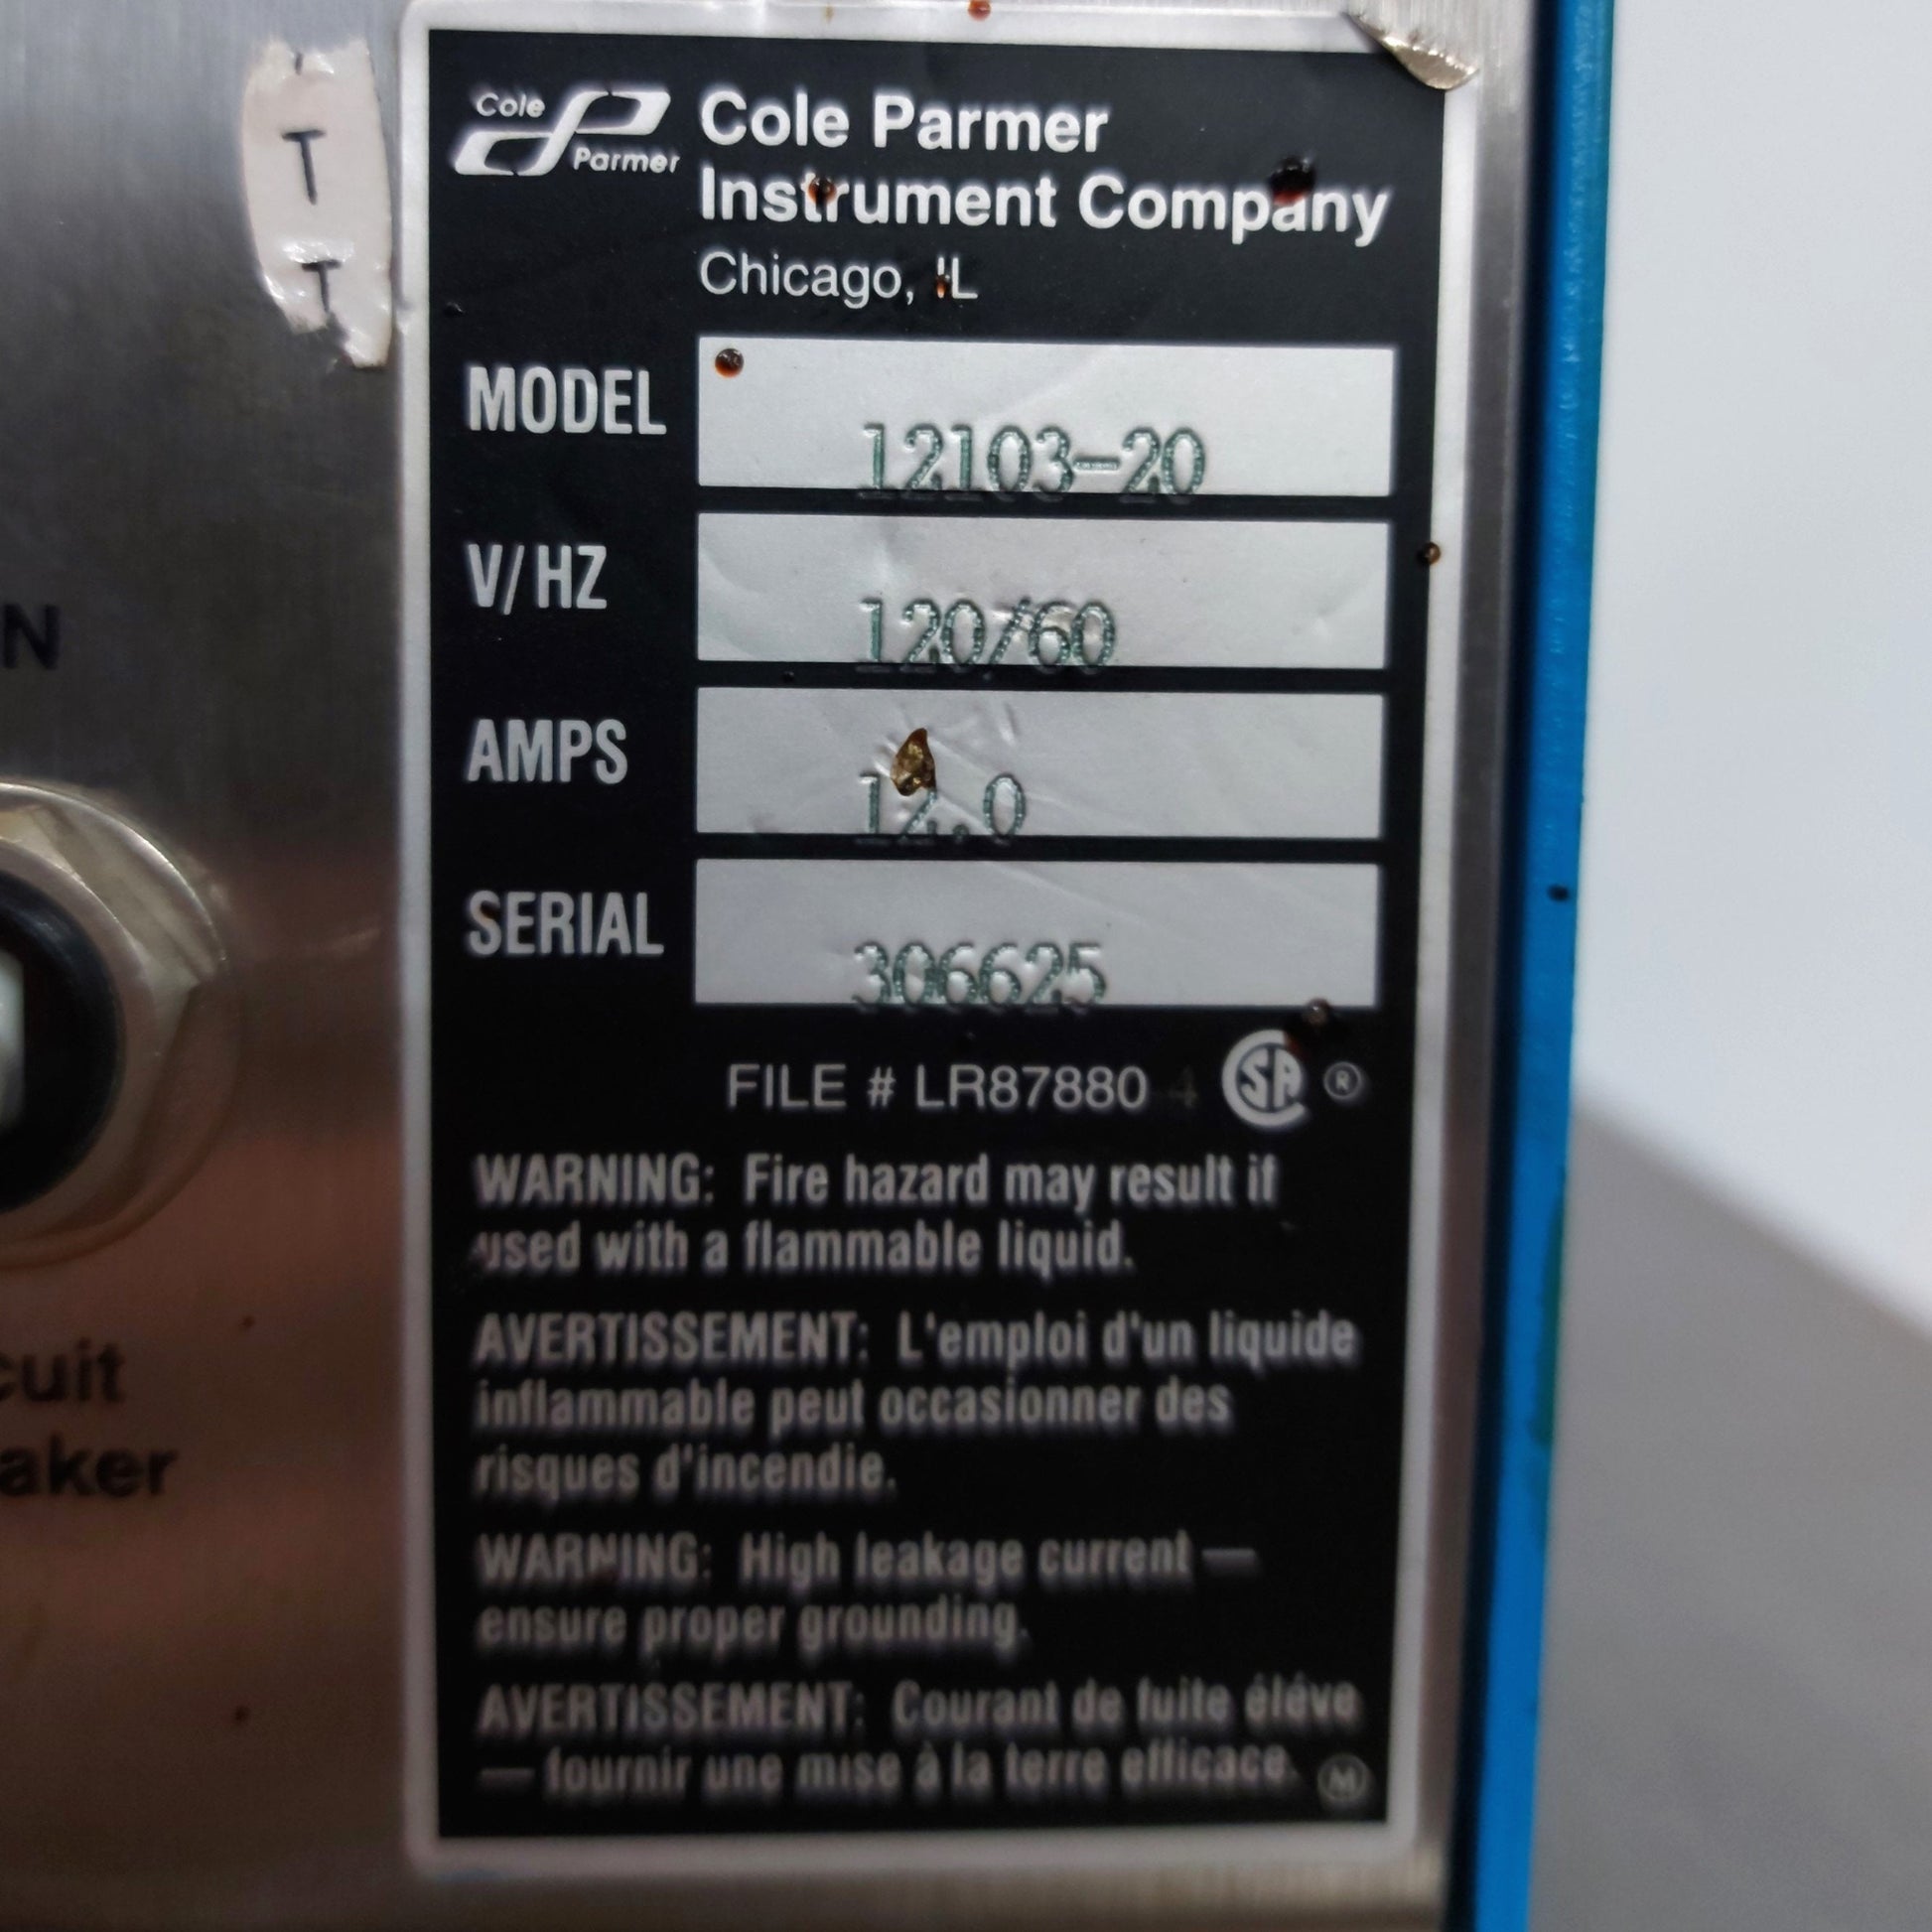 T
T
Cole
Parmer
Cole Parmer
Instrument Company
Chicago, IL
MODEL 12103-20
V/HZ 120/60
AMPS 12.0
SERIAL 306625
FILE # LR87880 4 SA ®
WARNING: Fire hazard may result if
used with a flammable liquid.
AVERTISSEMENT: L'emploi d'un liquide
inflammable peut occasionner des
risques d'incendie.
WARNING: High leakage current —
ensure proper grounding.
AVERTISSEMENT: Courant de fuite éléve
— fournir une mise à la terre efficace. M
N
cuit
aker